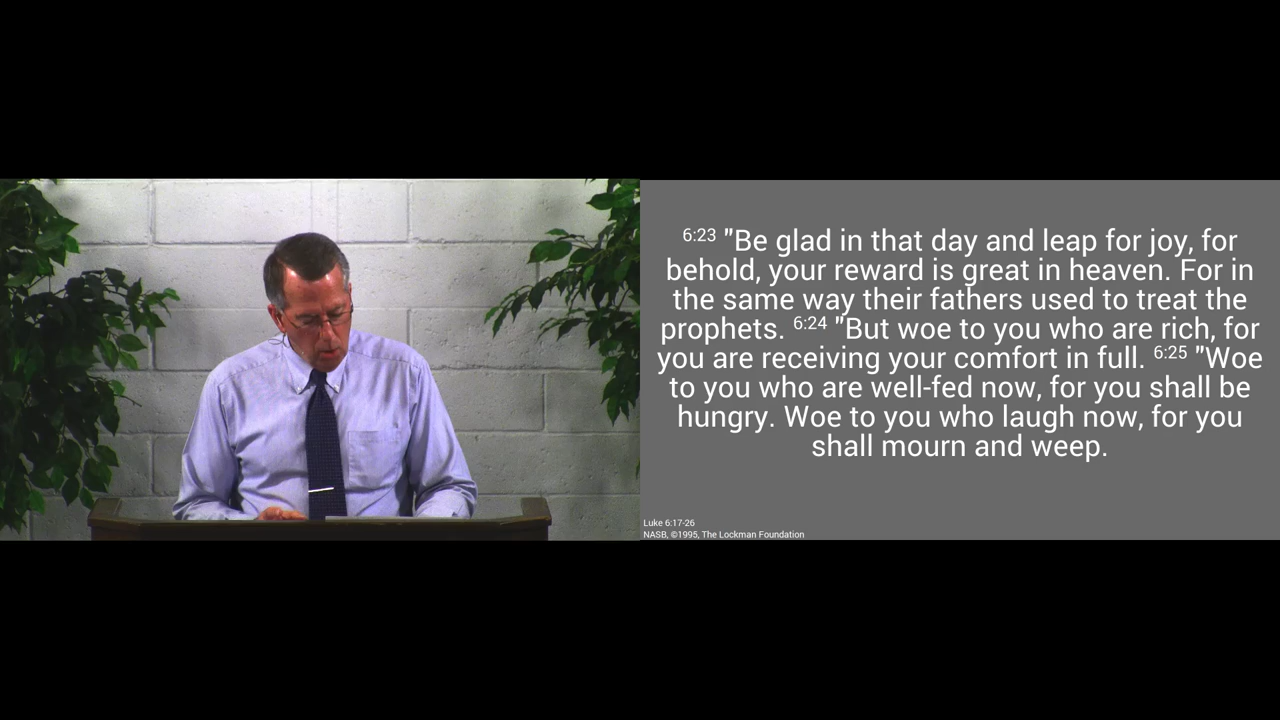 6:23 "Be glad in that day and leap for joy, for
behold, your reward is great in heaven. For in
the same way their fathers used to treat the
prophets. 6:24 "But woe to you who are rich, for
you are receiving your comfort in full. 6:25 "Woe
to you who are well-fed now, for you shall be
hungry. Woe to you who laugh now, for you
shall mourn and weep.
Luke 6:17-26
NASB, ©1995, The Lockman Foundation